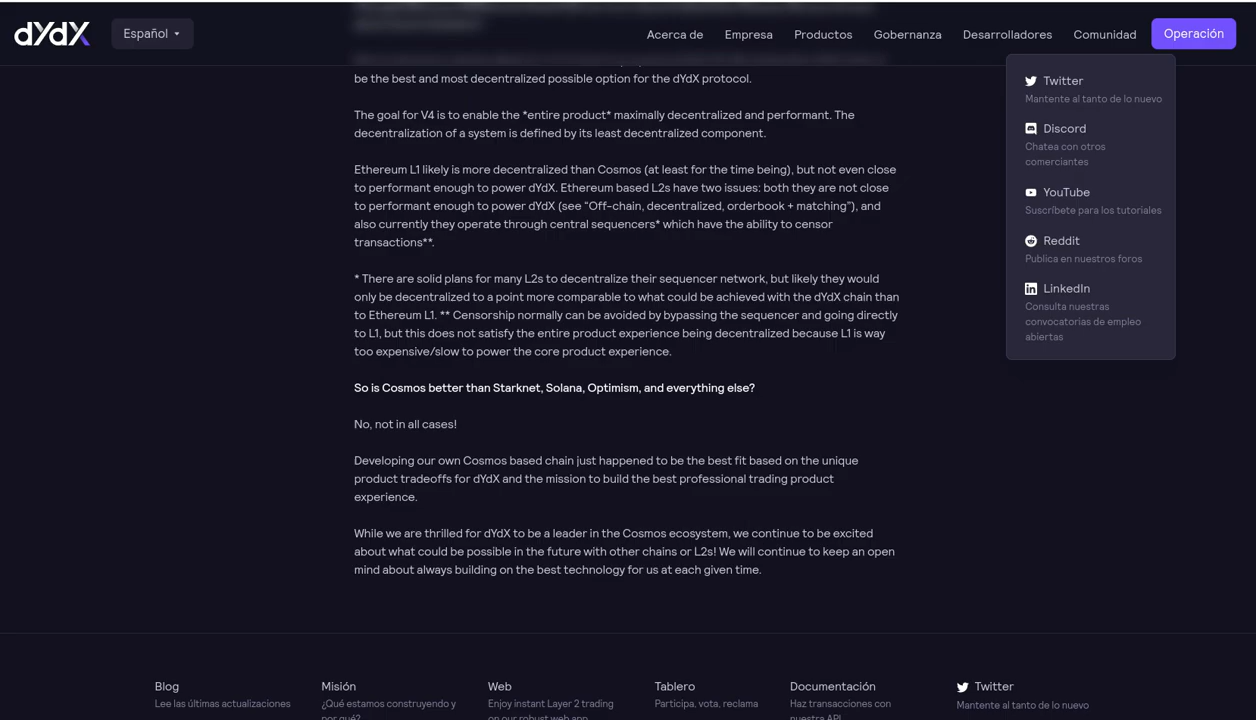 dYdX
Español
Acerca de
Empresa
Productos
Gobernanza
Desarrolladores
Comunidad
Operación
be the best and most decentralized possible option for the dYdX protocol.
The goal for V4 is to enable the *entire product* maximally decentralized and performant. The
decentralization of a system is defined by its least decentralized component.
Ethereum L1 likely is more decentralized than Cosmos (at least for the time being), but not even close
to performant enough to power dYdX. Ethereum based L2s have two issues: both they are not close
to performant enough to power dYdX (see “Off-chain, decentralized, orderbook + matching”), and
also currently they operate through central sequencers* which have the ability to censor
transactions**.
* There are solid plans for many L2s to decentralize their sequencer network, but likely they would
only be decentralized to a point more comparable to what could be achieved with the dYdX chain than
to Ethereum L1. ** Censorship normally can be avoided by bypassing the sequencer and going directly
to L1, but this does not satisfy the entire product experience being decentralized because L1 is way
too expensive/slow to power the core product experience.
So is Cosmos better than Starknet, Solana, Optimism, and everything else?
No, not in all cases!
Developing our own Cosmos based chain just happened to be the best fit based on the unique
product tradeoffs for dYdX and the mission to build the best professional trading product
experience.
While we are thrilled for dYdX to be a leader in the Cosmos ecosystem, we continue to be excited
about what could be possible in the future with other chains or L2s! We will continue to keep an open
mind about always building on the best technology for us at each given time.
Twitter
Mantente al tanto de lo nuevo
Discord
Chatea con otros
comerciantes
YouTube
Suscríbete para los tutoriales
Reddit
Publica en nuestros foros
LinkedIn
Consulta nuestras
convocatorias de empleo
abiertas
Blog
Lee las últimas actualizaciones
Misión
¿Qué estamos construyendo y
por qué?
Web
Enjoy instant Layer 2 trading
on our robust web app
Tablero
Participa, vota, reclama
Documentación
Haz transacciones con
nuestra API
Twitter
Mantente al tanto de lo nuevo